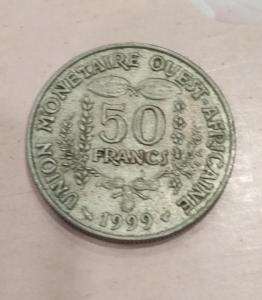 UNION MONETAIRE OUEST-AFRICAINE
50
FRANCS
1999